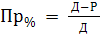 Пр% = Д−Р / Д